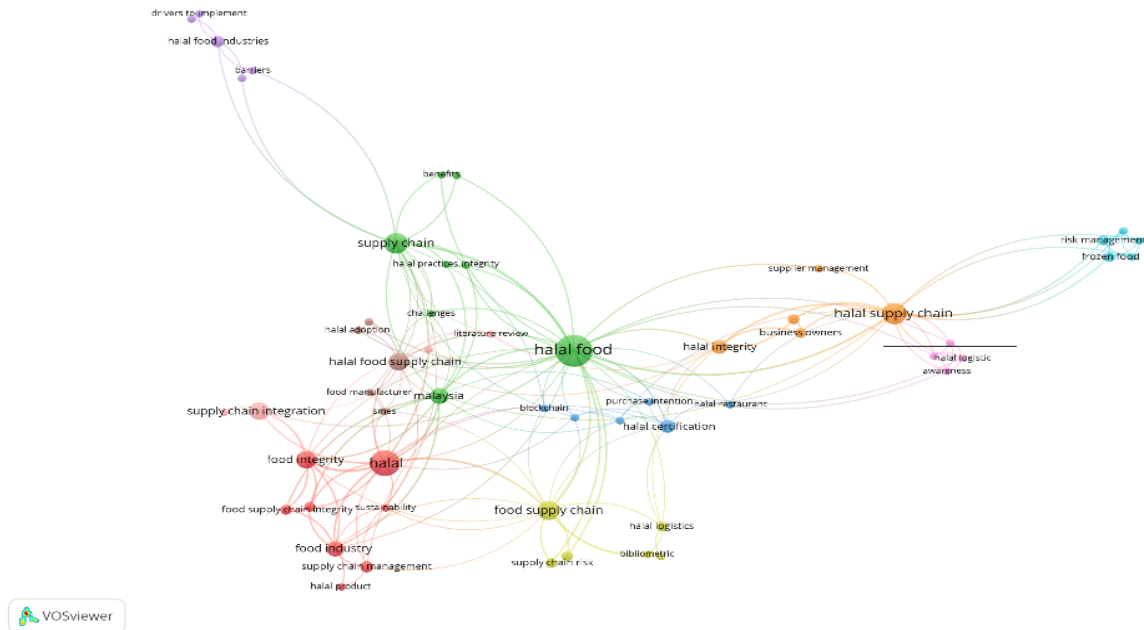 drivers to implement
halal food industries
barriers
benefits
supply chain
halal practices integrity
risk management
frozen food
supplier management
challenges
halal supply chain
halal adoption
literature review
business owners
halal food
halal integrity
halal food supply chain
halal logistic
awareness
food manufacturer
malaysia
purchase intention
halal restaurant
supply chain integration
smes
blockchain
halal certification
food integrity
halal
food supply chain integrity
sustainability
food supply chain
halal logistics
food industry
bibliometric
supply chain management
supply chain risk
halal product
VOSviewer